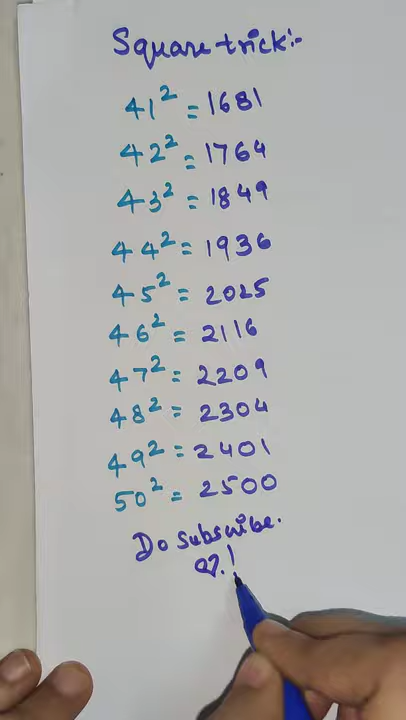 Square trick:-
41² = 1681
42² = 1764
43² = 1849
44² = 1936
45² = 2025
46² = 2116
47² = 2209
48² = 2304
49² = 2401
50² = 2500
Do subscribe.